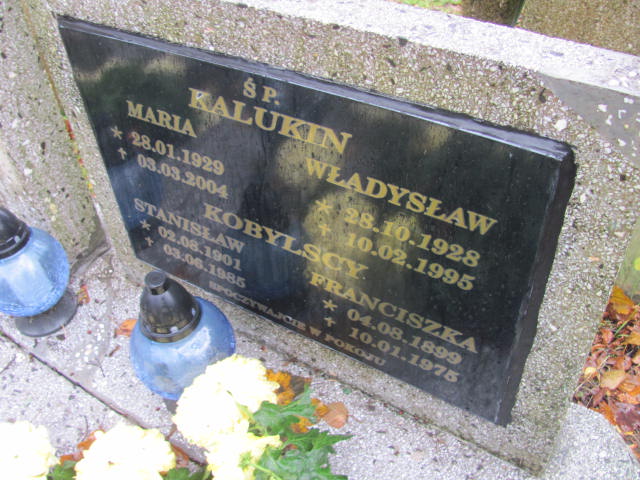 Ś P.
KALUKIN
MARIA
* 28.01.1929
† 03.03.2004
WŁADYSŁAW
* 28.10.1928
† 10.02.1995
KOBYLSCY
STANISŁAW
* 02.08.1901
† 03.06.1985
FRANCISZKA
* 04.08.1899
† 10.01.1975
SPOCZYWAJCIE W POKOJU